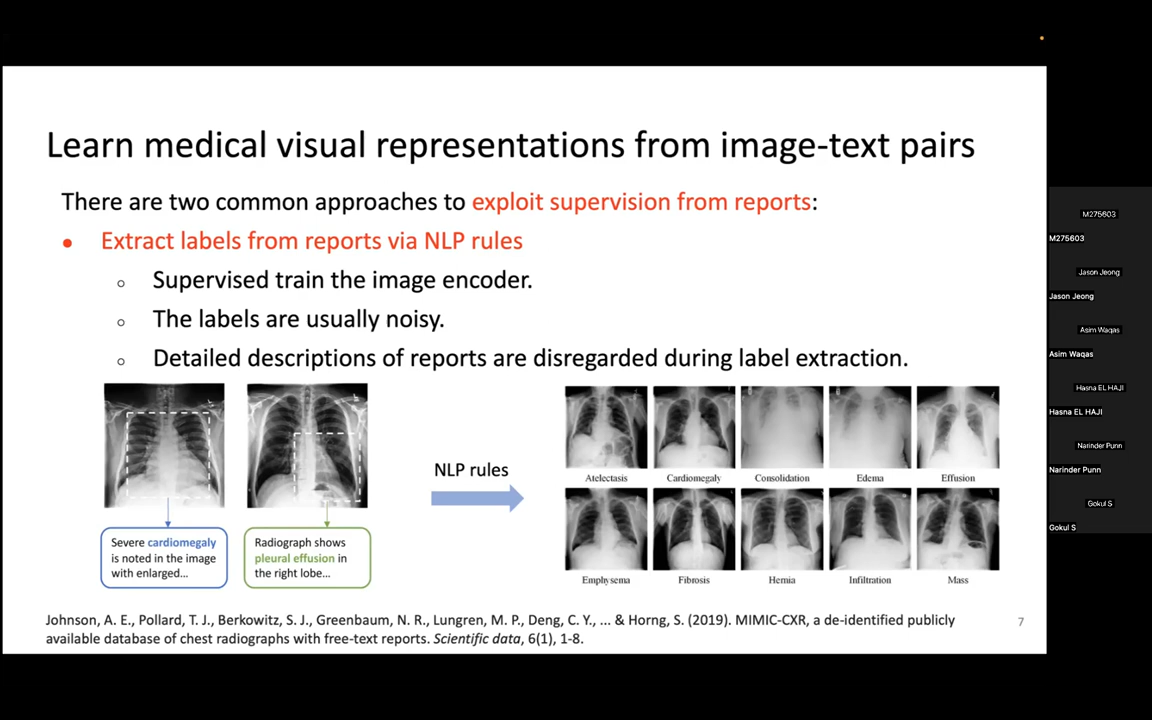 Learn medical visual representations from image-text pairs
There are two common approaches to exploit supervision from reports:
• Extract labels from reports via NLP rules
○ Supervised train the image encoder.
○ The labels are usually noisy.
○ Detailed descriptions of reports are disregarded during label extraction.
Severe cardiomegaly
is noted in the image
with enlarged...
Radiograph shows
pleural effusion in
the right lobe...
NLP rules
Atelectasis
Cardiomegaly
Consolidation
Edema
Effusion
Emphysema
Fibrosis
Hernia
Infiltration
Mass
Johnson, A. E., Pollard, T. J., Berkowitz, S. J., Greenbaum, N. R., Lungren, M. P., Deng, C. Y., ... & Horng, S. (2019). MIMIC-CXR, a de-identified publicly
available database of chest radiographs with free-text reports. Scientific data, 6(1), 1-8.
7
M275603
M275603
Jason Jeong
Jason Jeong
Asim Waqas
Asim Waqas
Hasna EL HAJI
Hasna EL HAJI
Narinder Punn
Narinder Punn
Gokul S
Gokul S